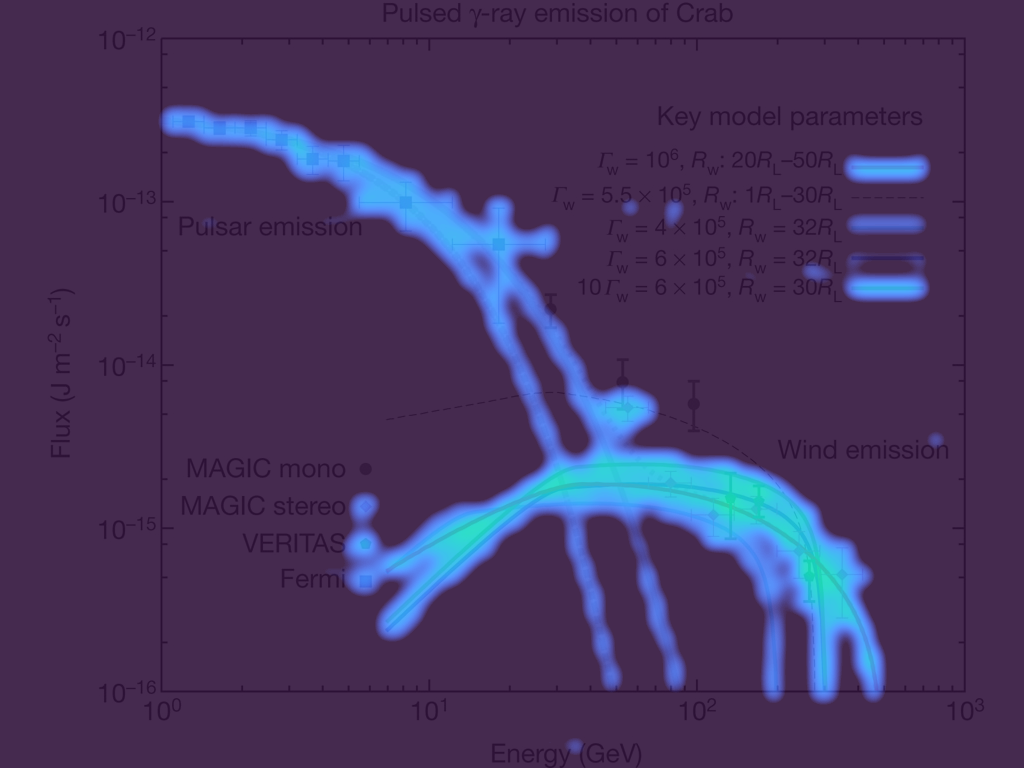 Pulsed γ-ray emission of Crab
10⁻¹²
Key model parameters
Γw = 10⁶, Rw: 20RL–50RL
Γw = 5.5 × 10⁵, Rw: 1RL–30RL
10⁻¹³
Pulsar emission
Γw = 4 × 10⁵, Rw = 32RL
Γw = 6 × 10⁵, Rw = 32RL
10 Γw = 6 × 10⁵, Rw = 30RL
Flux (J m⁻² s⁻¹)
10⁻¹⁴
Wind emission
MAGIC mono
MAGIC stereo
10⁻¹⁵
VERITAS
Fermi
10⁻¹⁶
10⁰ 10¹ 10² 10³
Energy (GeV)